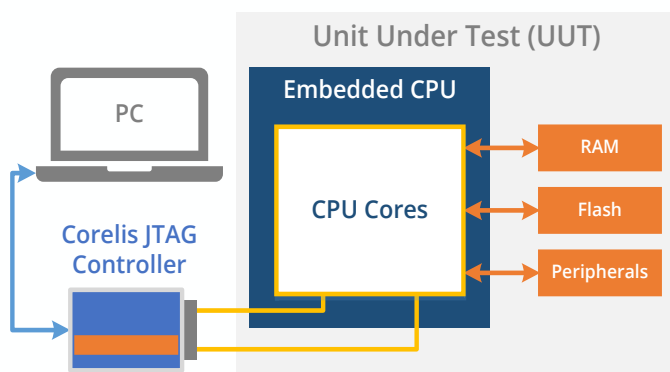 Unit Under Test (UUT)
Embedded CPU
PC
RAM
CPU Cores
Flash
Corelis JTAG
Controller
Peripherals